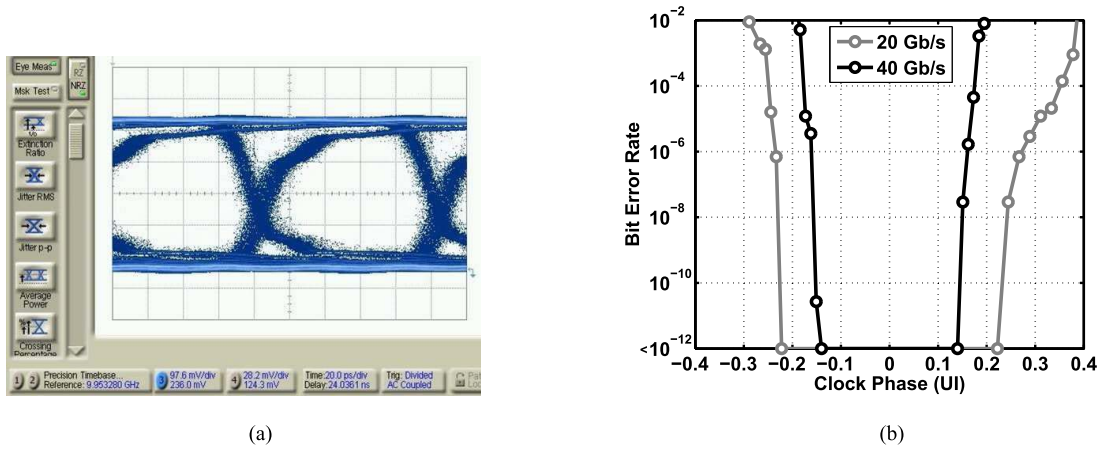 Eye Meas
RZ
NRZ
Msk Test
Extinction
Ratio
Jitter RMS
Jitter p-p
Average
Power
Crossing
Percentage
1 2 Precision Timebase...
Reference: 9.953280 GHz
3 97.6 mV/div
236.0 mV
4 28.2 mV/div
124.3 mV
Time:20.0 ps/div
Delay:24.0361 ns
Trig: Divided
AC Coupled
(a)
20 Gb/s
40 Gb/s
Bit Error Rate
10⁻²
10⁻⁴
10⁻⁶
10⁻⁸
10⁻¹⁰
<10⁻¹²
−0.4 −0.3 −0.2 −0.1 0 0.1 0.2 0.3 0.4
Clock Phase (UI)
(b)